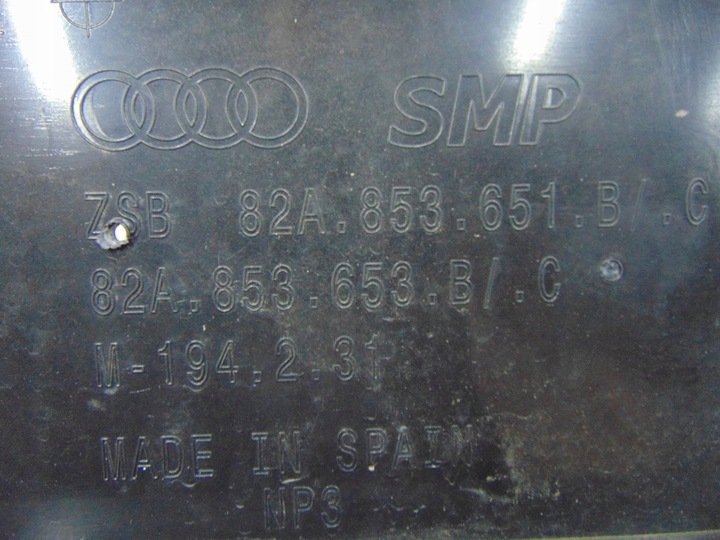 SMP
ZSB 82A.853.651.B/.C
82A.853.653.B/.C
M-194.2.31
MADE IN SPAIN
NP3